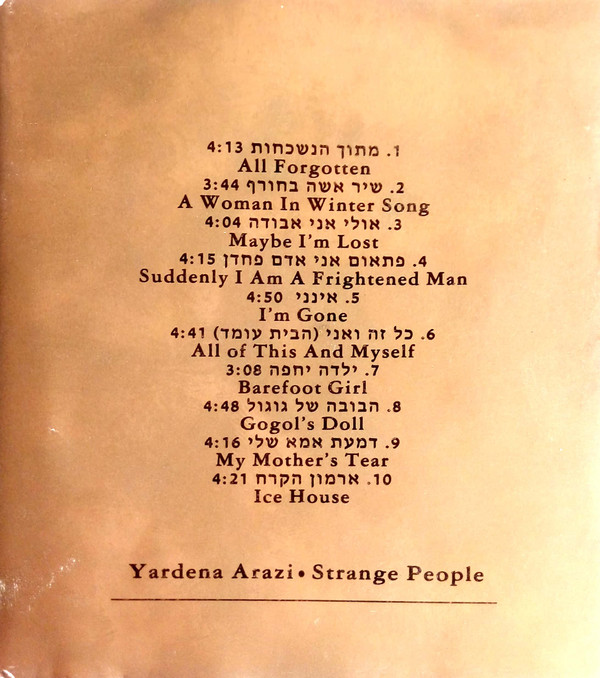 1. מתוך הנשכחות 4:13
All Forgotten
2. שיר אשה בחורף 3:44
A Woman In Winter Song
3. אולי אני אבודה 4:04
Maybe I'm Lost
4. פתאום אני אדם פחדן 4:15
Suddenly I Am A Frightened Man
5. אינני 4:50
I'm Gone
6. כל זה ואני (הבית עומד) 4:41
All of This And Myself
7. ילדה יחפה 3:08
Barefoot Girl
8. הבובה של גוגול 4:48
Gogol's Doll
9. דמעת אמא שלי 4:16
My Mother's Tear
10. ארמון הקרח 4:21
Ice House
Yardena Arazi • Strange People